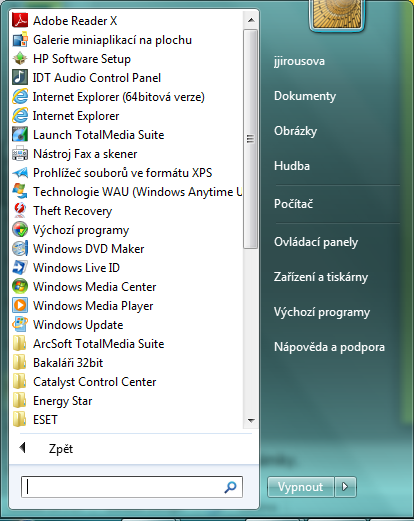 Adobe Reader X
Galerie miniaplikací na plochu
HP Software Setup
IDT Audio Control Panel
Internet Explorer (64bitová verze)
Internet Explorer
Launch TotalMedia Suite
Nástroj Fax a skener
Prohlížeč souborů ve formátu XPS
Technologie WAU (Windows Anytime U
Theft Recovery
Výchozí programy
Windows DVD Maker
Windows Live ID
Windows Media Center
Windows Media Player
Windows Update
ArcSoft TotalMedia Suite
Bakaláři 32bit
Catalyst Control Center
Energy Star
ESET
Zpět
jjirousova
Dokumenty
Obrázky
Hudba
Počítač
Ovládací panely
Zařízení a tiskárny
Výchozí programy
Nápověda a podpora
Vypnout